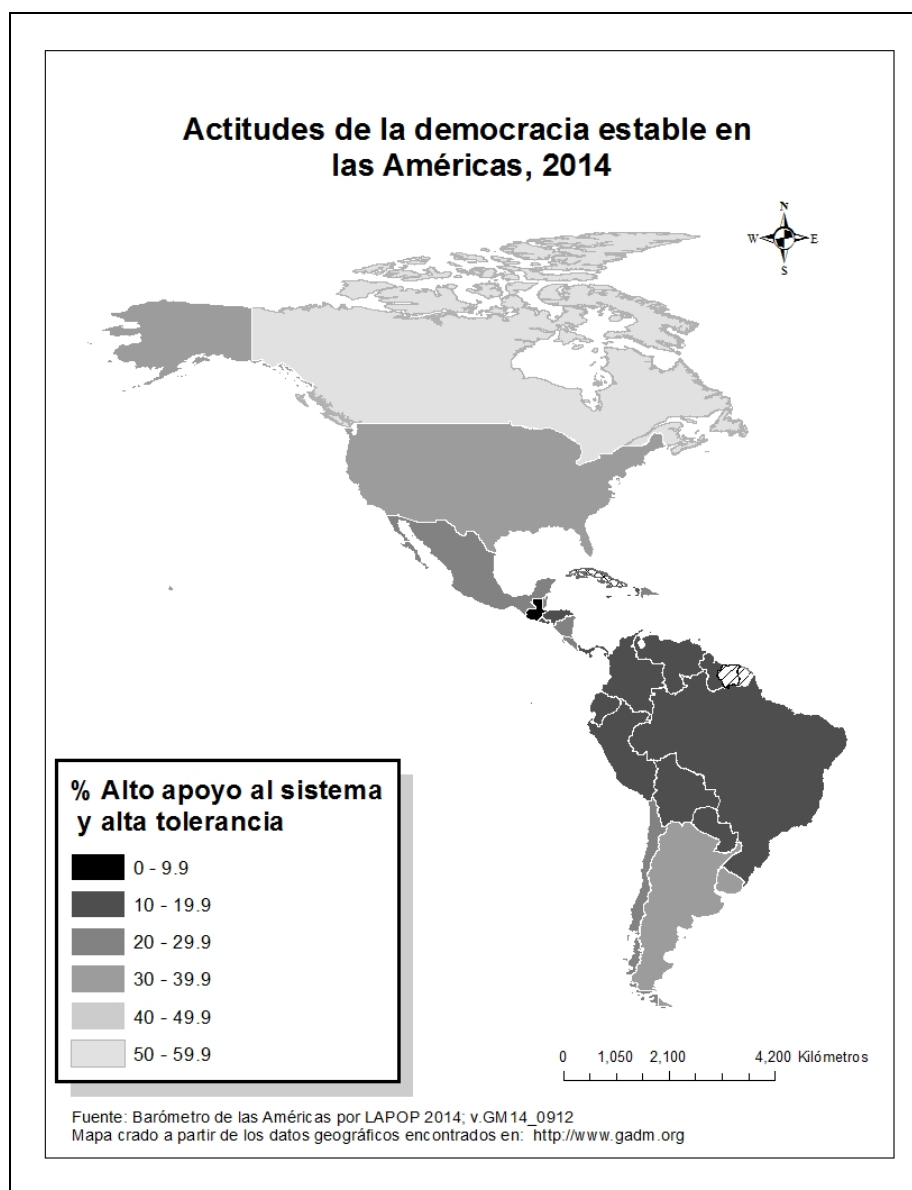 Actitudes de la democracia estable en
las Américas, 2014
N
W E
S
% Alto apoyo al sistema
y alta tolerancia
0 - 9.9
10 - 19.9
20 - 29.9
30 - 39.9
40 - 49.9
50 - 59.9
0 1,050 2,100 4,200 Kilómetros
Fuente: Barómetro de las Américas por LAPOP 2014; v.GM14_0912
Mapa crado a partir de los datos geográficos encontrados en: http://www.gadm.org